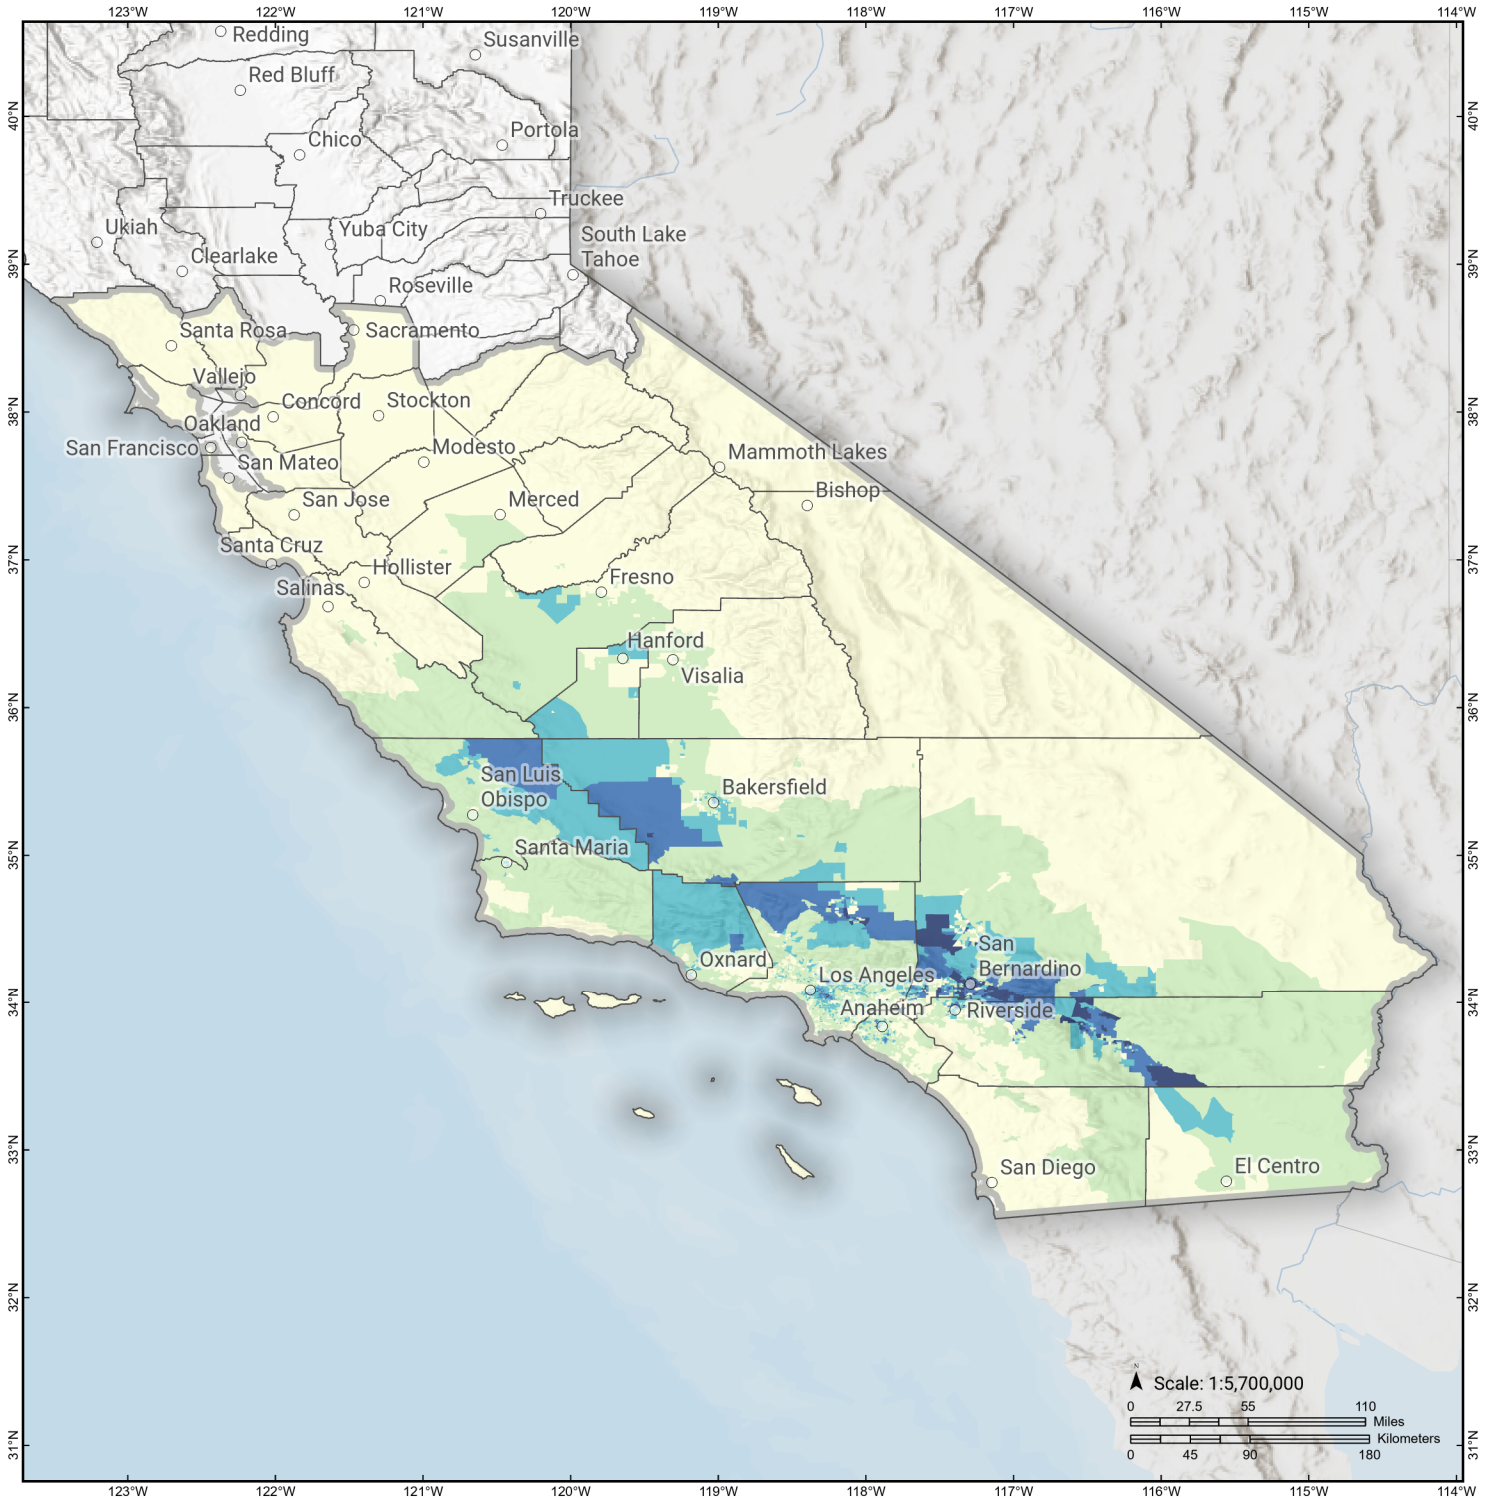 123°W 122°W 121°W 120°W 119°W 118°W 117°W 116°W 115°W 114°W
Redding
Susanville
Red Bluff
40°N
40°N
Portola
Chico
Truckee
Ukiah
Yuba City
South Lake
Tahoe
Clearlake
39°N
39°N
Roseville
Santa Rosa
Sacramento
Vallejo
Concord
Stockton
38°N
38°N
Oakland
San Francisco
Modesto
Mammoth Lakes
San Mateo
Bishop
San Jose
Merced
Santa Cruz
37°N
37°N
Hollister
Salinas
Fresno
Hanford
Visalia
36°N
36°N
San Luis
Obispo
Bakersfield
Santa Maria
35°N
35°N
San
Bernardino
Oxnard
Los Angeles
34°N
34°N
Anaheim
Riverside
33°N
33°N
San Diego
El Centro
32°N
32°N
N
Scale: 1:5,700,000
0 27.5 55 110
Miles
Kilometers
0 45 90 180
31°N
31°N
123°W 122°W 121°W 120°W 119°W 118°W 117°W 116°W 115°W 114°W